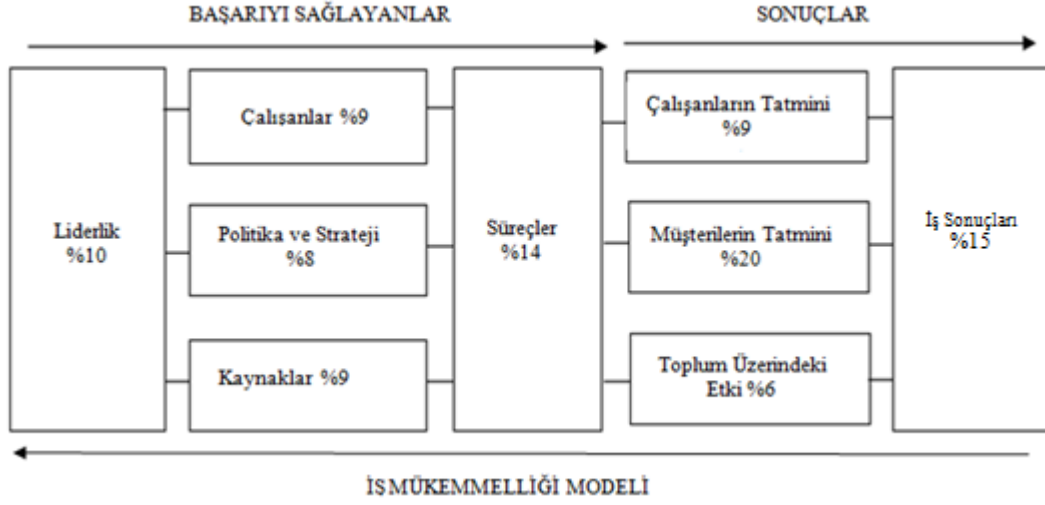 BAŞARIYI SAĞLAYANLAR
SONUÇLAR
Liderlik
%10
Çalışanlar %9
Politika ve Strateji
%8
Kaynaklar %9
Süreçler
%14
Çalışanların Tatmini
%9
Müşterilerin Tatmini
%20
Toplum Üzerindeki
Etki %6
İş Sonuçları
%15
İŞ MÜKEMMELLİĞİ MODELİ